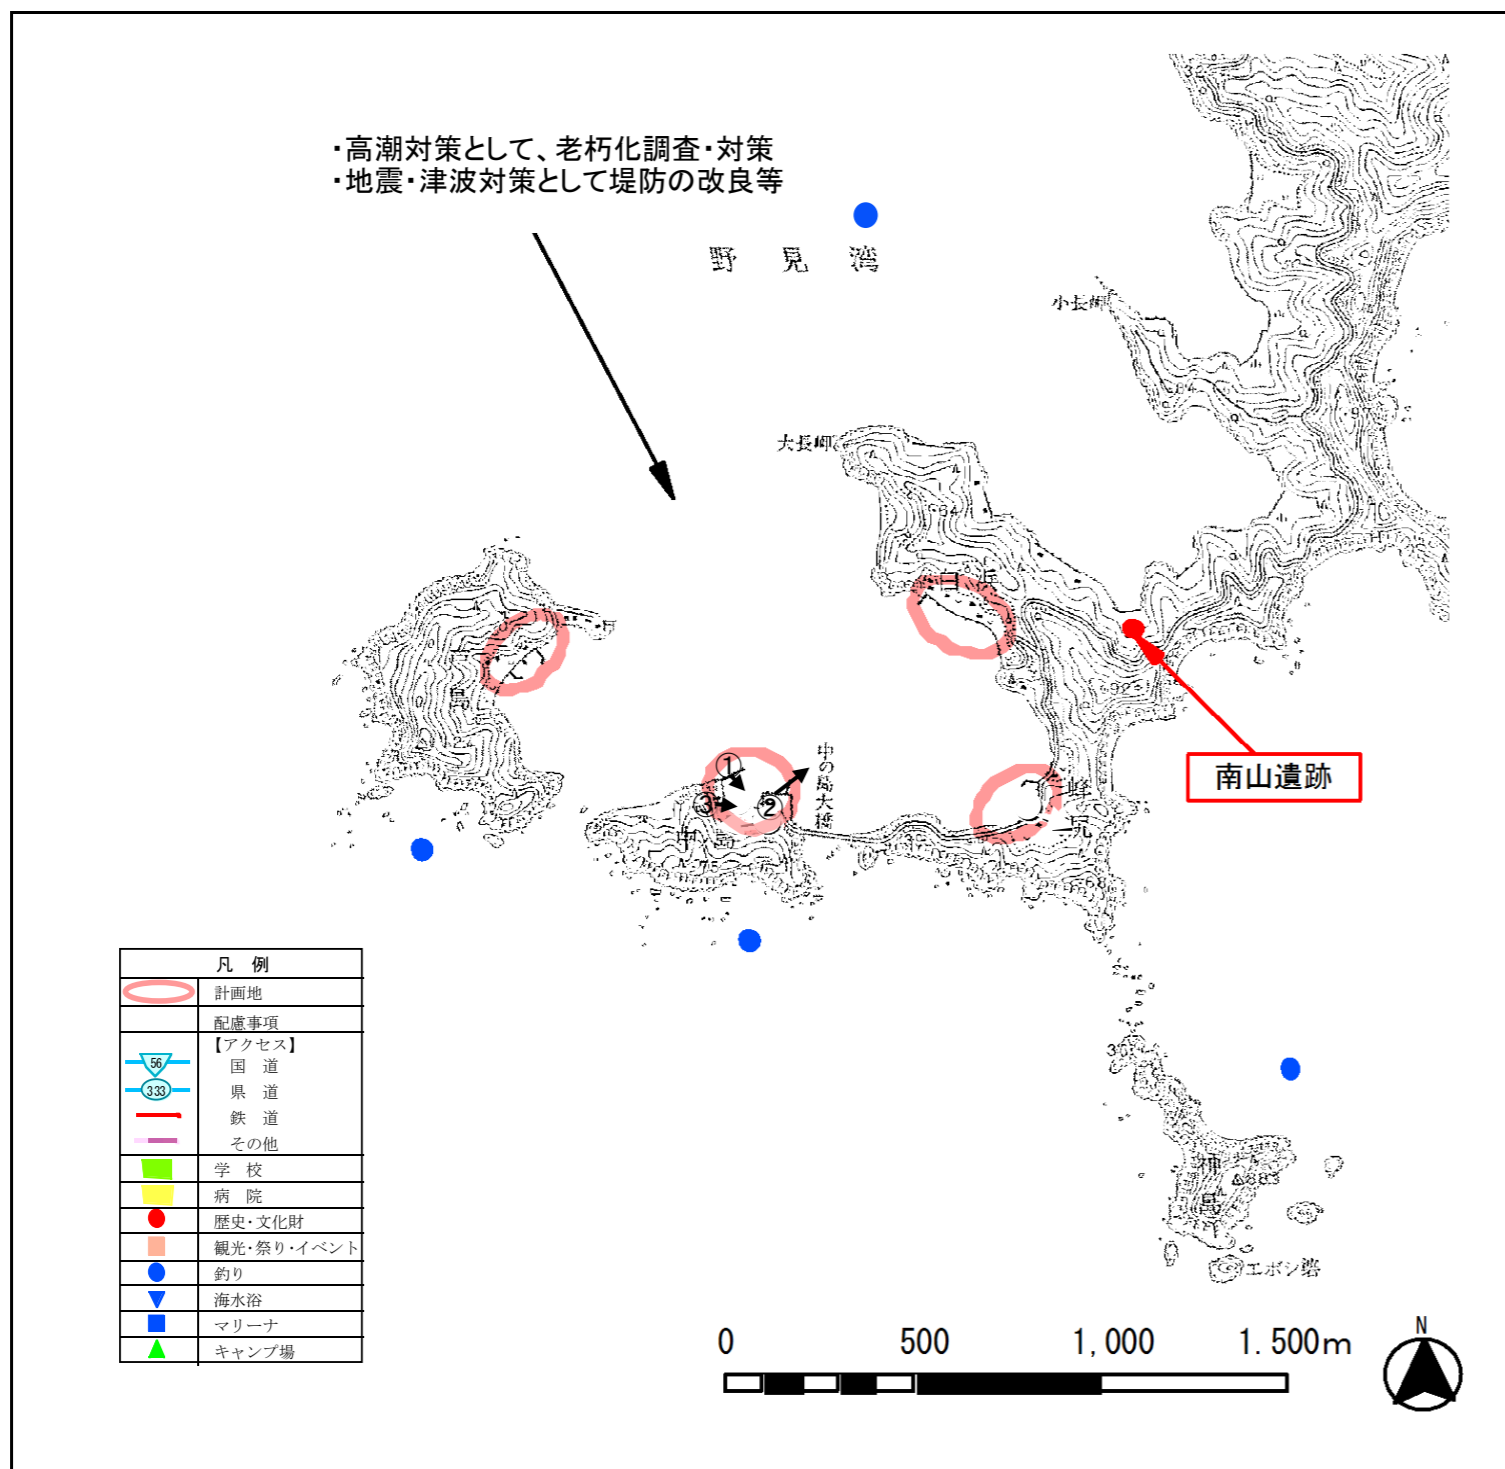 ・高潮対策として、老朽化調査・対策
・地震・津波対策として堤防の改良等
野見湾
小長岬
大長岬
南山遺跡
中の島大橋
①
③
②
中ノ島
蜂尻
島
神島
エボシ碆
凡 例
計画地
配慮事項
【アクセス】
56
国 道
333
県 道
鉄 道
その他
学 校
病 院
歴史・文化財
観光・祭り・イベント
釣り
海水浴
マリーナ
キャンプ場
0 500 1,000 1.500m
N